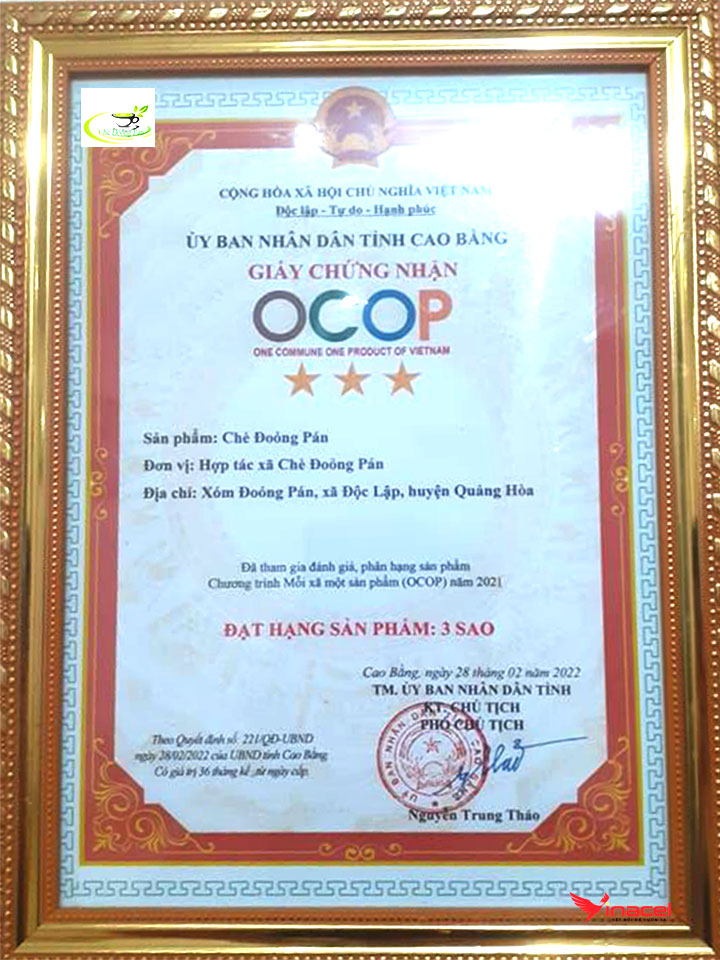 Chè Đoỏng Pán
CỘNG HÒA XÃ HỘI CHỦ NGHĨA VIỆT NAM
Độc lập - Tự do - Hạnh phúc
ỦY BAN NHÂN DÂN TỈNH CAO BẰNG
GIẤY CHỨNG NHẬN
OCOP
ONE COMMUNE ONE PRODUCT OF VIETNAM
Sản phẩm: Chè Đoỏng Pán
Đơn vị: Hợp tác xã Chè Đoỏng Pán
Địa chỉ: Xóm Đoỏng Pán, xã Độc Lập, huyện Quảng Hòa
Đã tham gia đánh giá, phân hạng sản phẩm
Chương trình Mỗi xã một sản phẩm (OCOP) năm 2021
ĐẠT HẠNG SẢN PHẨM: 3 SAO
Cao Bằng, ngày 28 tháng 02 năm 2022
TM. ỦY BAN NHÂN DÂN TỈNH
KT. CHỦ TỊCH
PHÓ CHỦ TỊCH
Theo Quyết định số: 221/QĐ-UBND
ngày 28/02/2022 của UBND tỉnh Cao Bằng
Có giá trị 36 tháng kể từ ngày cấp.
Nguyễn Trung Thảo
Vinacel